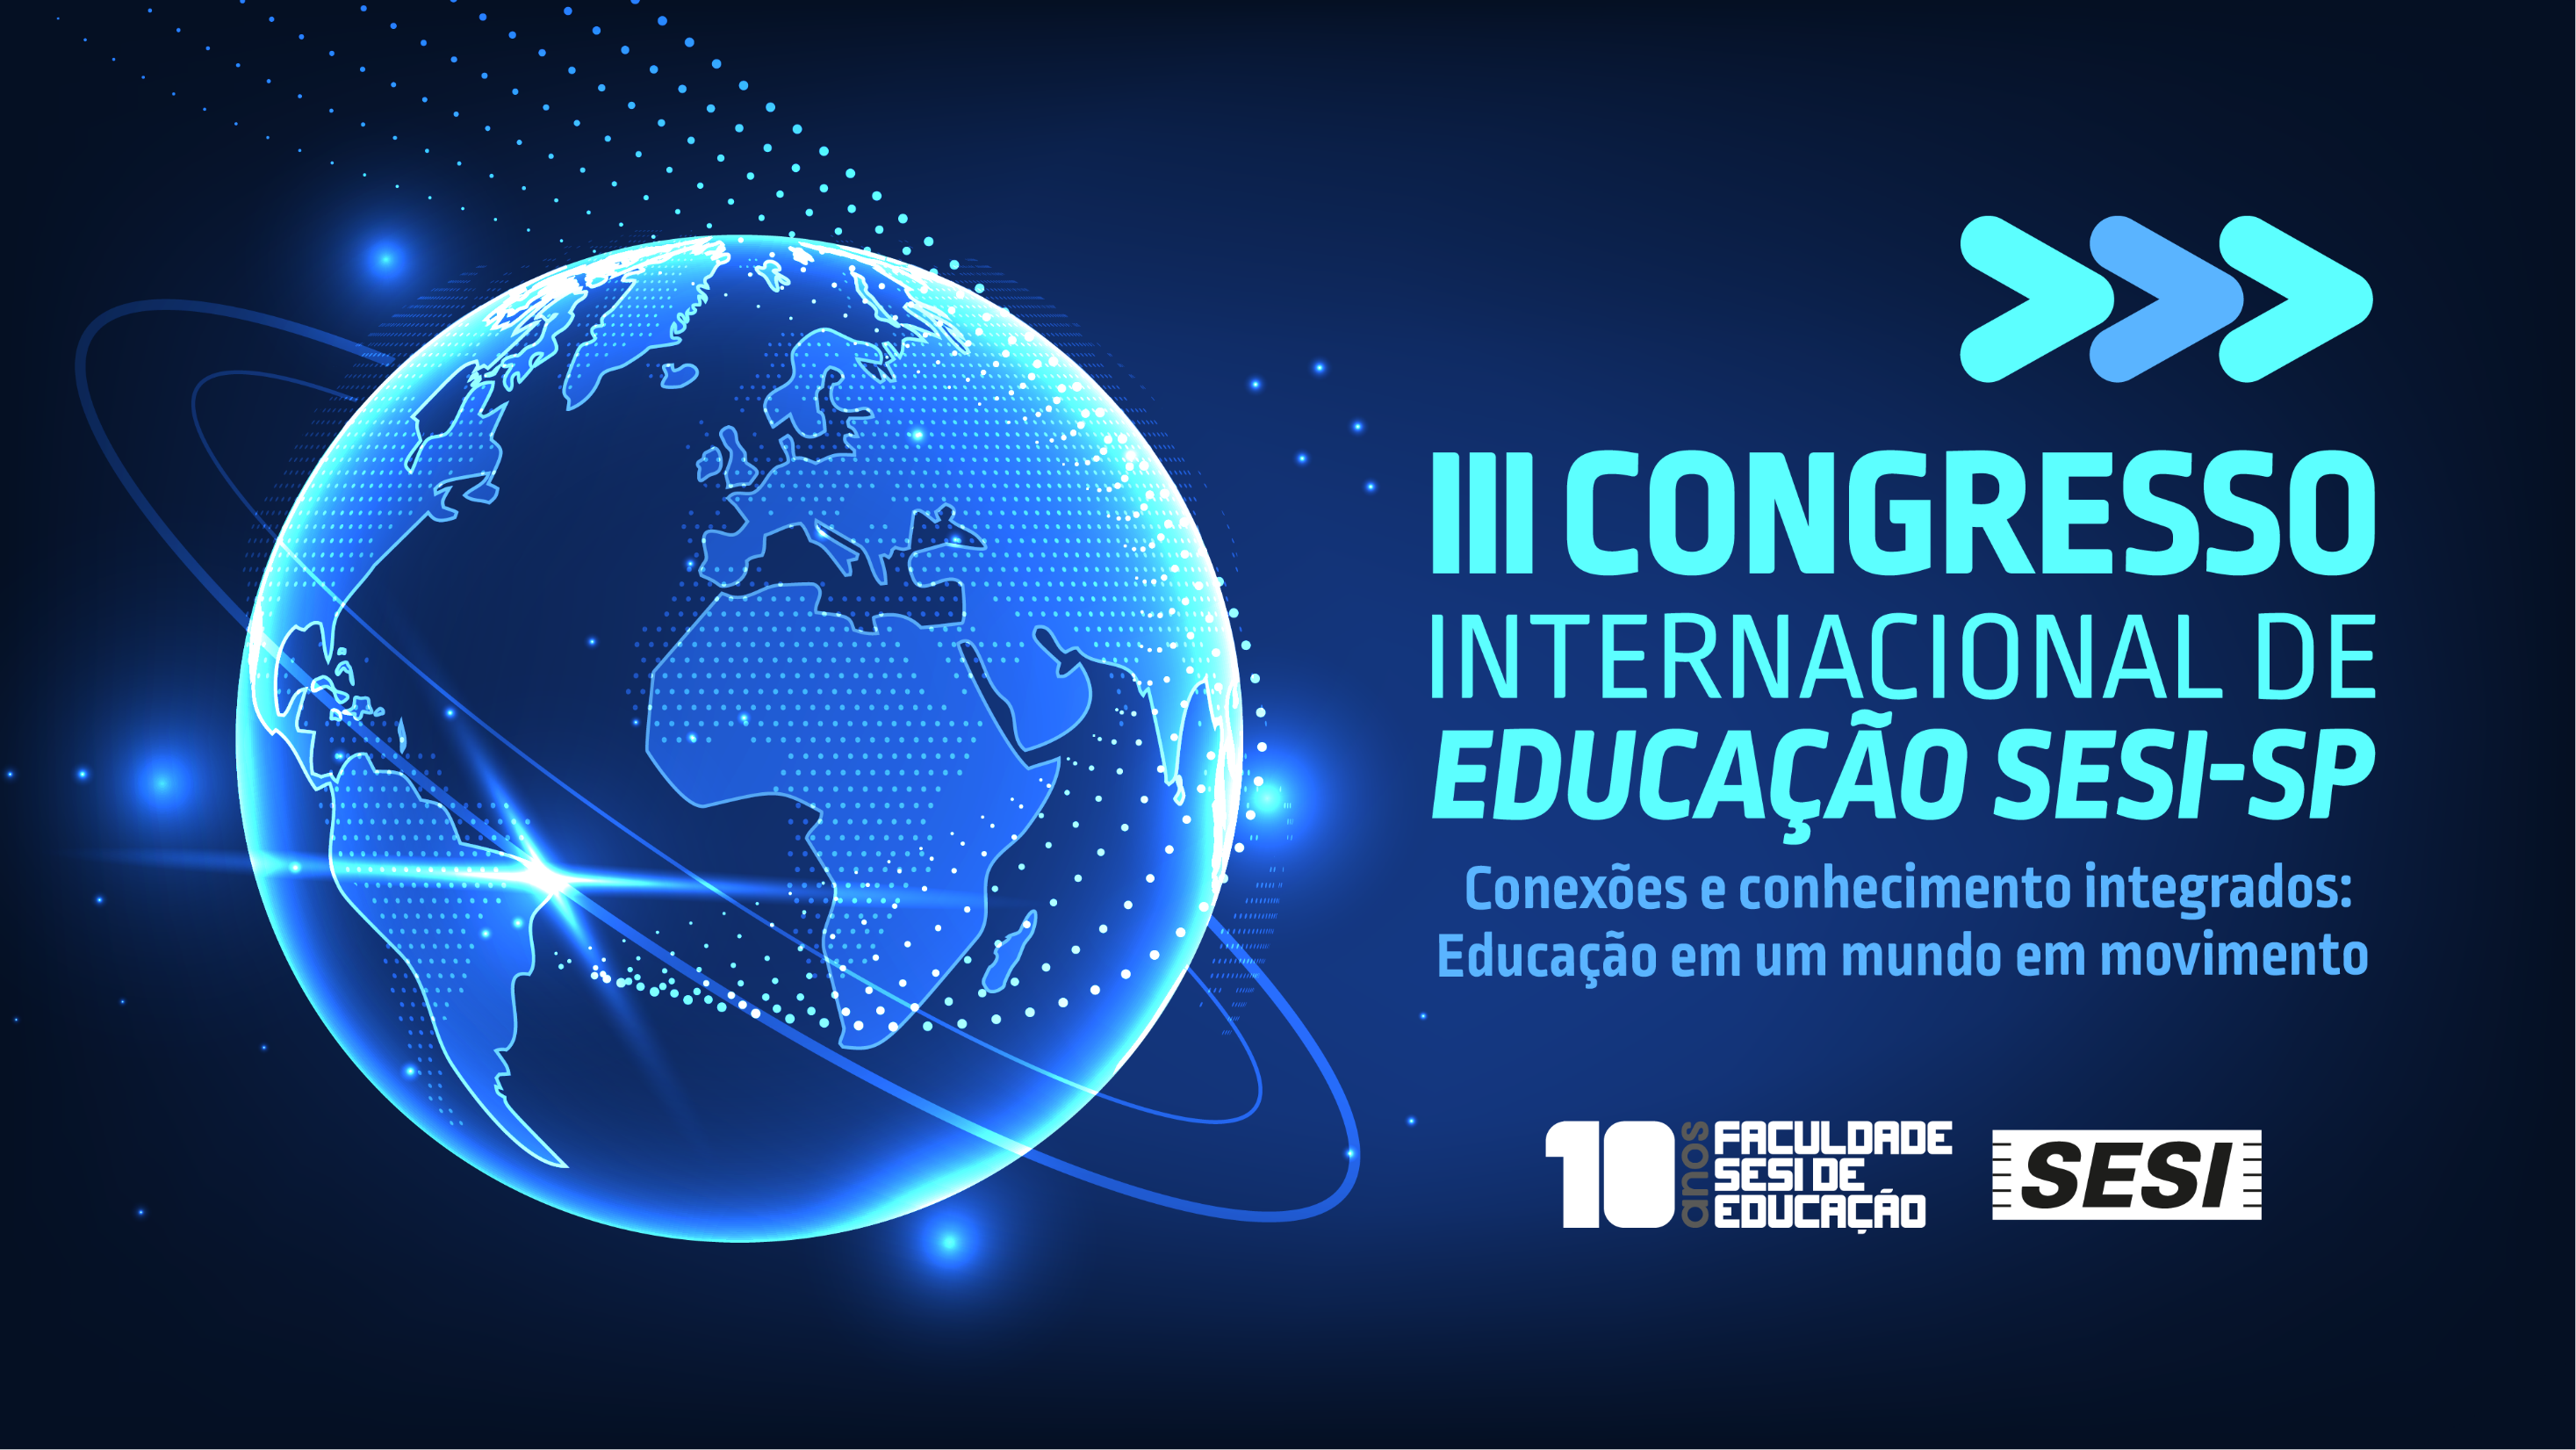 III CONGRESSO
INTERNACIONAL DE
EDUCAÇÃO SESI-SP
Conexões e conhecimento integrados:
Educação em um mundo em movimento
10 anos
FACULDADE
SESI DE
EDUCAÇÃO
SESI